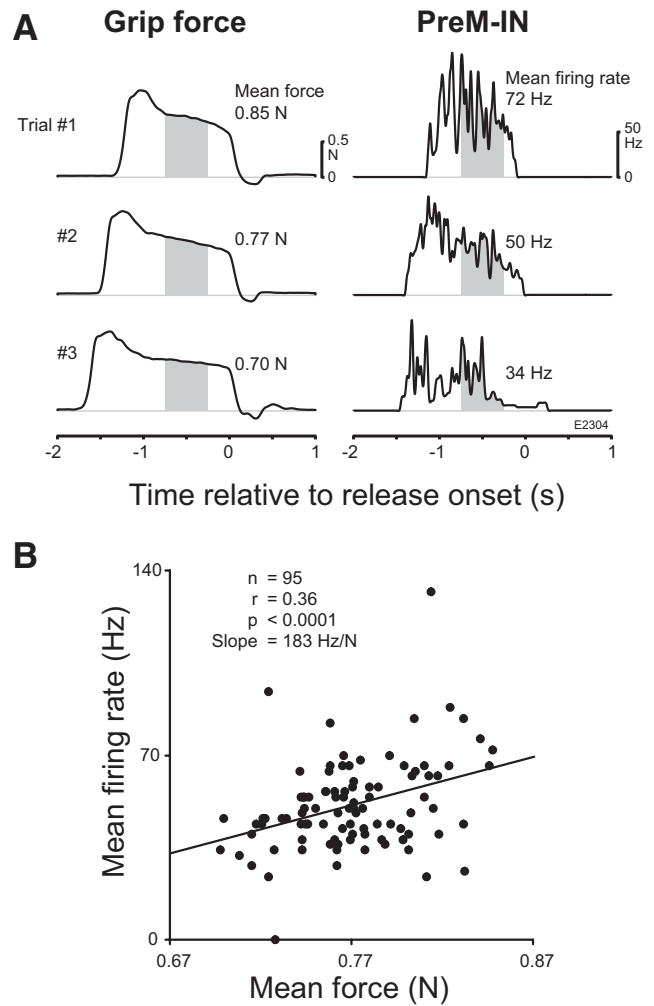 A
Grip force
PreM-IN
Trial #1
Mean force
0.85 N
0.5
N
0
Mean firing rate
72 Hz
50
Hz
0
#2
0.77 N
50 Hz
#3
0.70 N
34 Hz
E2304
-2 -1 0 1
-2 -1 0 1
Time relative to release onset (s)
B
140
70
0
Mean firing rate (Hz)
n = 95
r = 0.36
p < 0.0001
Slope = 183 Hz/N
0.67 0.77 0.87
Mean force (N)